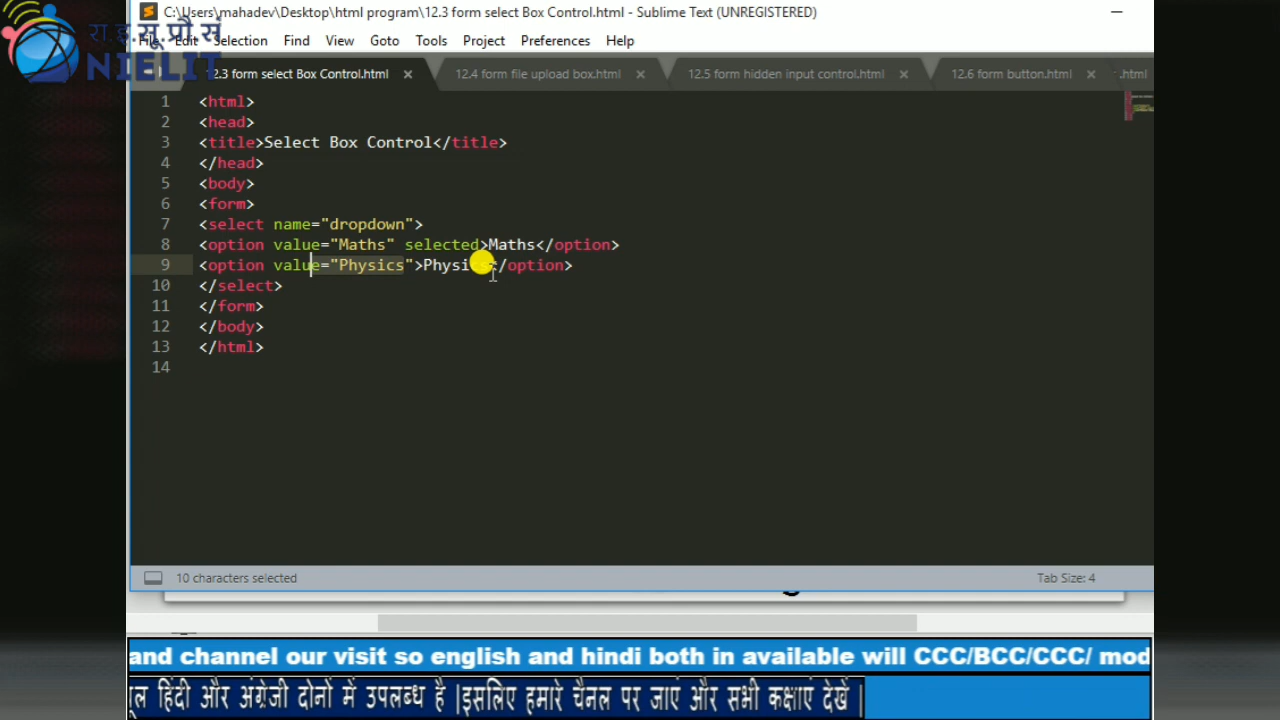 C:\Users\mahadev\Desktop\html program\12.3 form select Box Control.html - Sublime Text (UNREGISTERED)
रा.इ.सू.प्रौ.सं
NIELIT
File Edit Selection Find View Goto Tools Project Preferences Help
12.3 form select Box Control.html × 12.4 form file upload box.html × 12.5 form hidden input control.html × 12.6 form button.html × .html
1 <html>
2 <head>
3 <title>Select Box Control</title>
4 </head>
5 <body>
6 <form>
7 <select name="dropdown">
8 <option value="Maths" selected>Maths</option>
9 <option value="Physics">Physics</option>
10 </select>
11 </form>
12 </body>
13 </html>
14
10 characters selected Tab Size: 4
and channel our visit so english and hindi both in available will CCC/BCC/CCC/ mod
हिंदी और अंग्रेजी दोनों में उपलब्ध है |इसलिए हमारे चैनल पर जाएं और सभी कक्षाएं देखें |